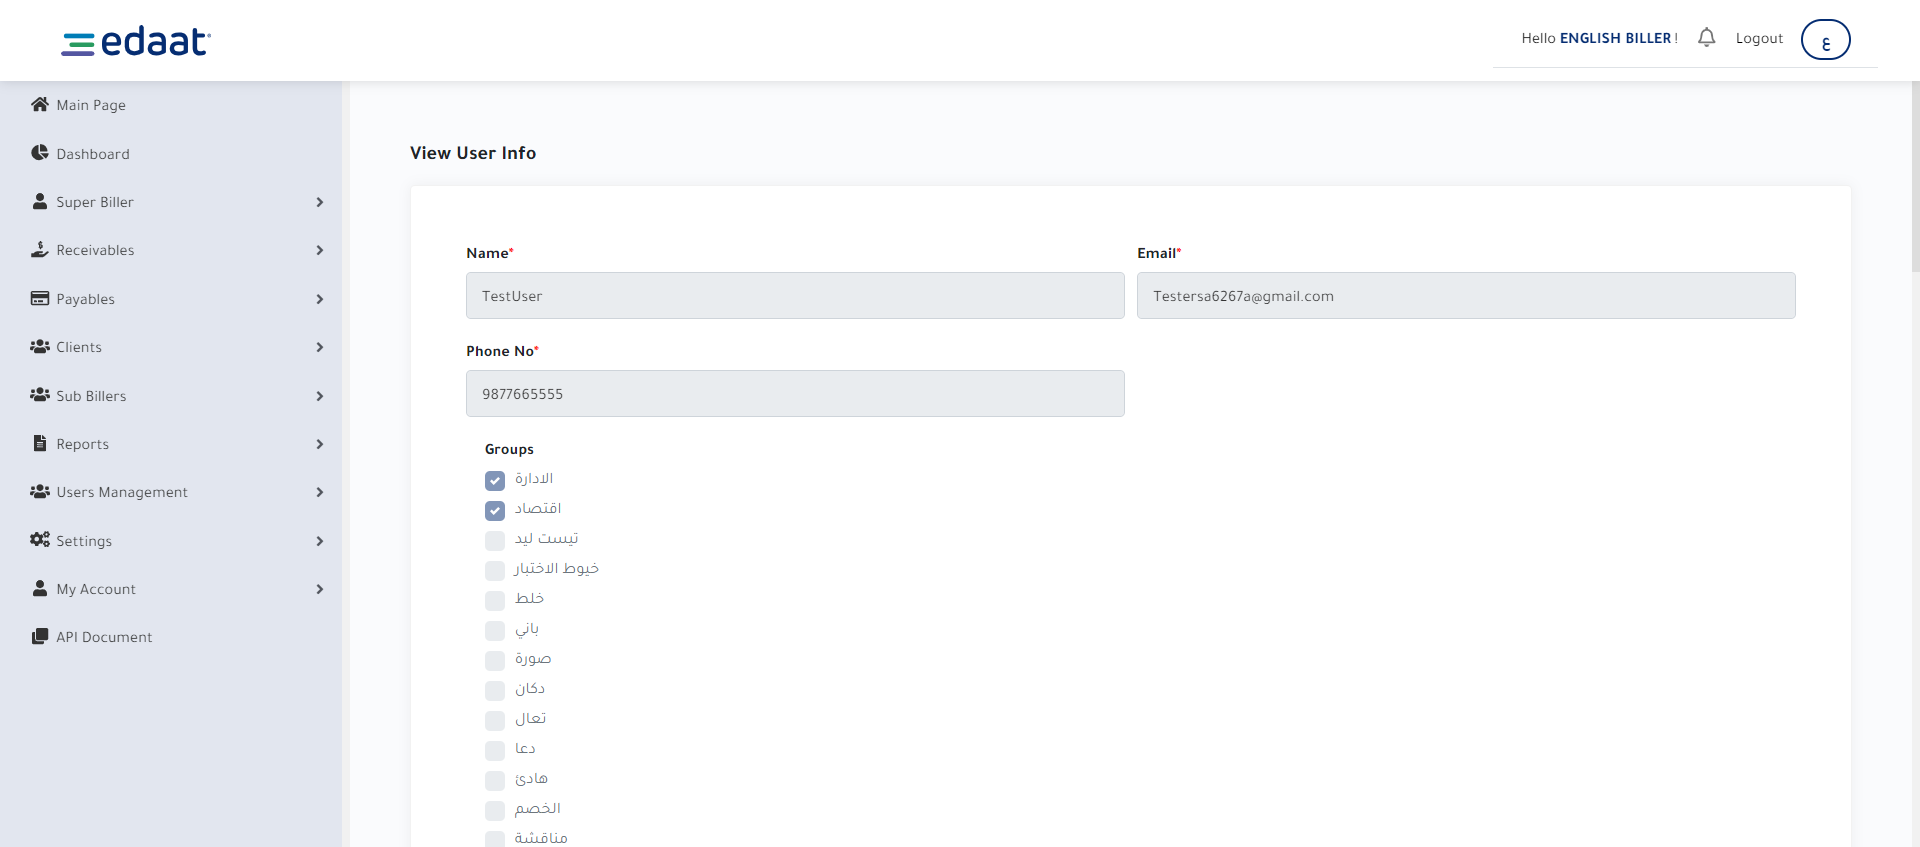 edaat
Hello ENGLISH BILLER !
Logout
ع
Main Page
Dashboard
Super Biller
Receivables
Payables
Clients
Sub Billers
Reports
Users Management
Settings
My Account
API Document
View User Info
Name*
TestUser
Email*
Testersa6267a@gmail.com
Phone No*
9877665555
Groups
الادارة
اقتصاد
تيست ليد
خيوط الاختبار
خلط
باني
صورة
دكان
تعال
دعا
هادئ
الخصم
مناقشة